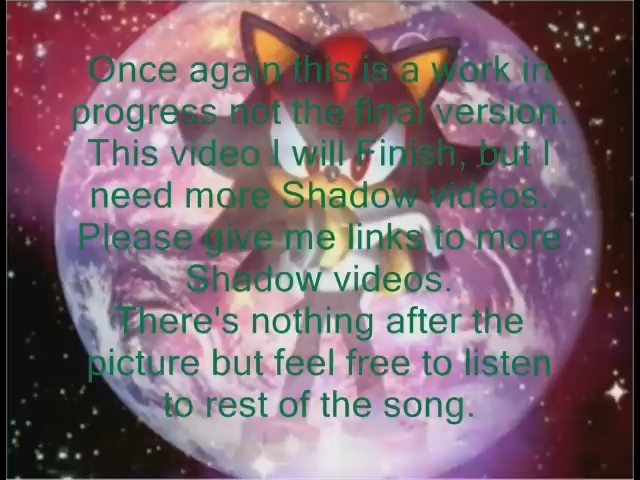 Once again this is a work in
progress not the final version.
This video I will Finish, but I
need more Shadow videos.
Please give me links to more
Shadow videos.
There's nothing after the
picture but feel free to listen
to rest of the song.